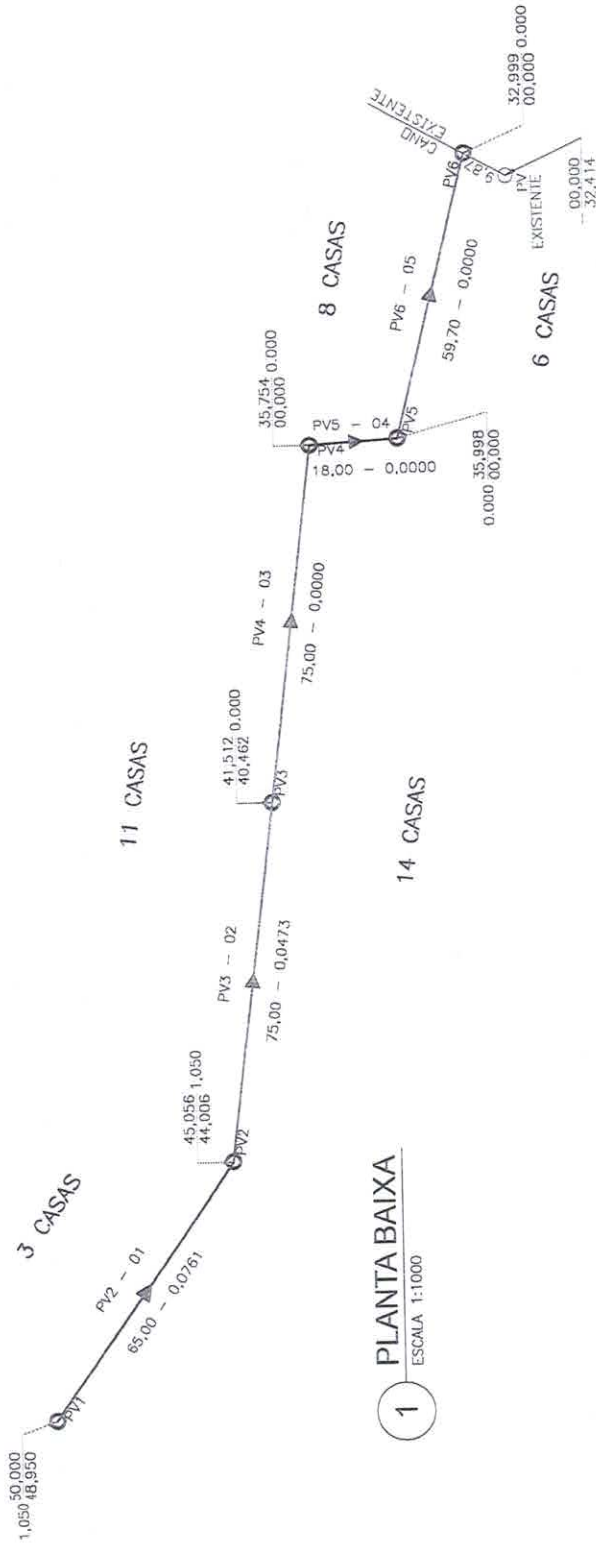 1,050 50,000
48,950
PV1
3 CASAS
PV2 - 01
65,00 - 0,0761
45,056 1,050
44,006
PV2
11 CASAS
PV3 - 02
75,00 - 0,0473
41,512 0.000
40,462
PV3
14 CASAS
PV4 - 03
75,00 - 0,0000
35,754 0.000
00,000
PV4
PV5 - 04
18,00 - 0,0000
PV5
35,998
0.000 00,000
8 CASAS
PV6 - 05
59,70 - 0,0000
6 CASAS
CANO
EXISTENTE
PV6
9,87
PV
EXISTENTE
32,999 0.000
00,000
00,000
32,414
1
PLANTA BAIXA
ESCALA 1:1000